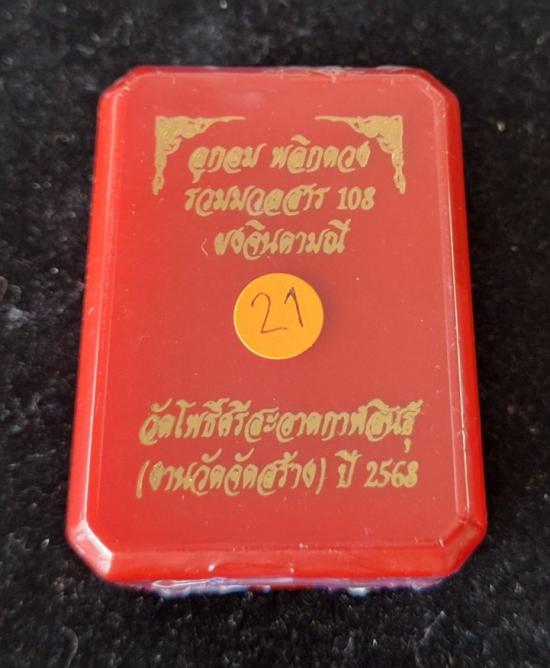 ลูกอม พลิกดวง
รวมมวลสาร 108
ผงจินดามณี
21
วัดโพธิ์ศรีสะอาดกาฬสินธุ์
(งานวัดจัดสร้าง) ปี 2568